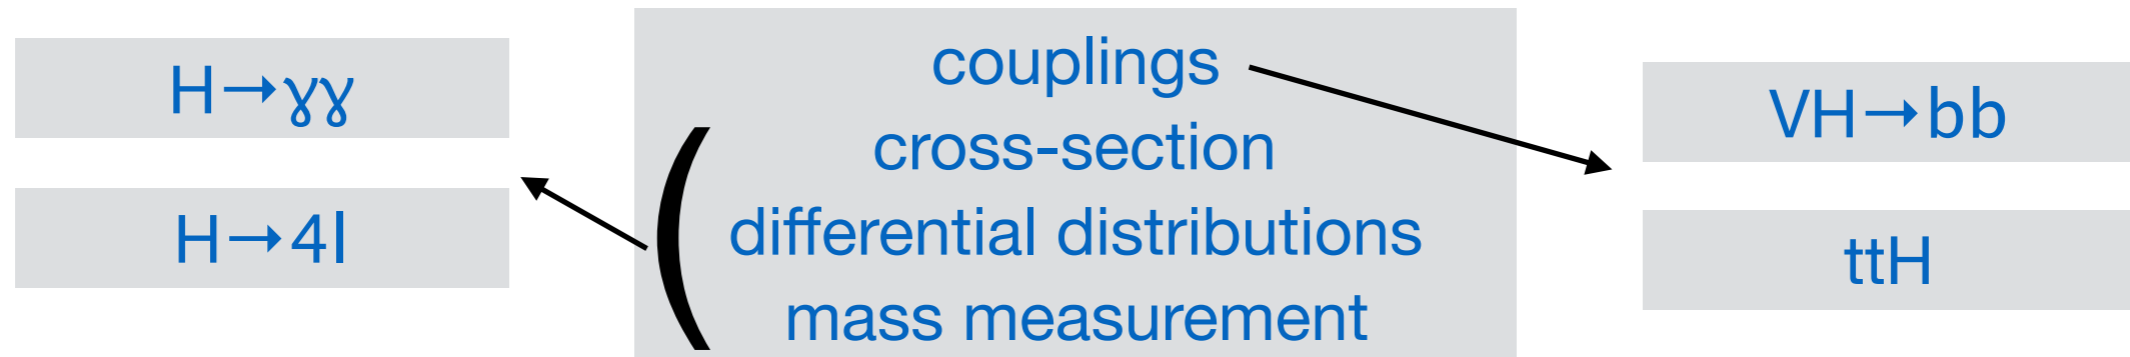 H→γγ
H→4l
couplings
cross-section
differential distributions
mass measurement
VH→bb
ttH